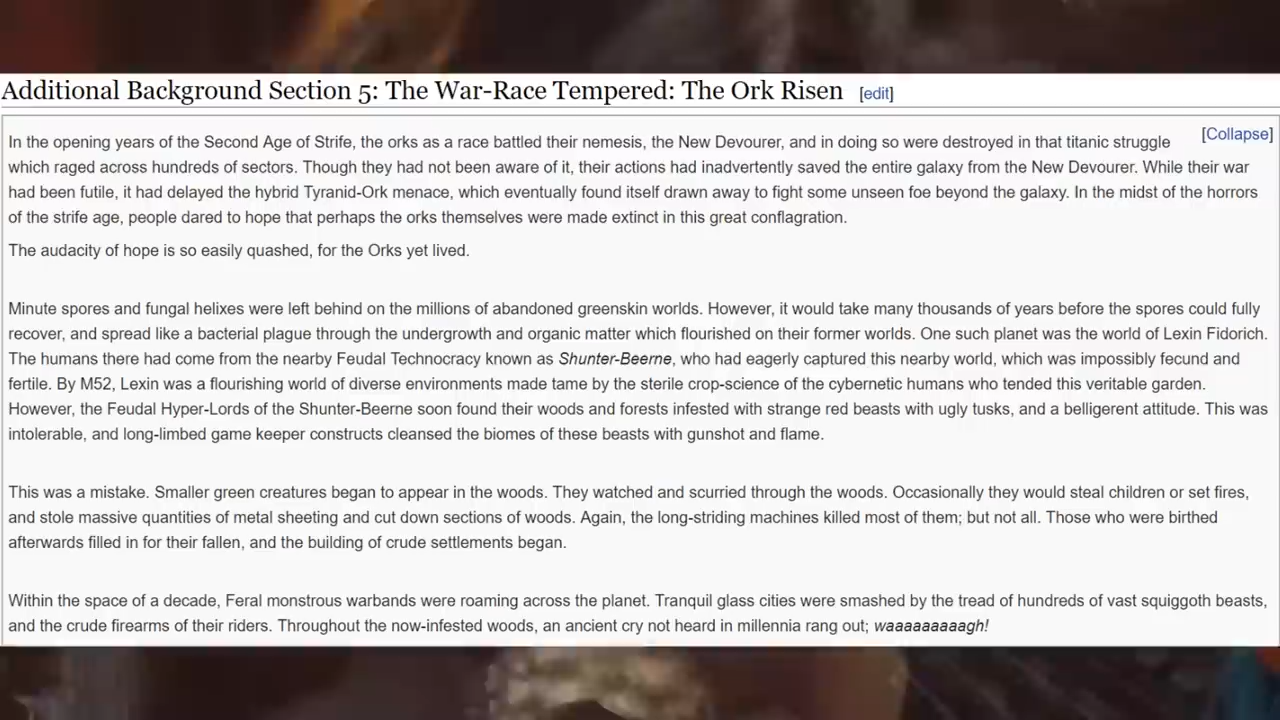 Additional Background Section 5: The War-Race Tempered: The Ork Risen [edit]
[Collapse]
In the opening years of the Second Age of Strife, the orks as a race battled their nemesis, the New Devourer, and in doing so were destroyed in that titanic struggle
which raged across hundreds of sectors. Though they had not been aware of it, their actions had inadvertently saved the entire galaxy from the New Devourer. While their war
had been futile, it had delayed the hybrid Tyranid-Ork menace, which eventually found itself drawn away to fight some unseen foe beyond the galaxy. In the midst of the horrors
of the strife age, people dared to hope that perhaps the orks themselves were made extinct in this great conflagration.
The audacity of hope is so easily quashed, for the Orks yet lived.
Minute spores and fungal helixes were left behind on the millions of abandoned greenskin worlds. However, it would take many thousands of years before the spores could fully
recover, and spread like a bacterial plague through the undergrowth and organic matter which flourished on their former worlds. One such planet was the world of Lexin Fidorich.
The humans there had come from the nearby Feudal Technocracy known as Shunter-Beerne, who had eagerly captured this nearby world, which was impossibly fecund and
fertile. By M52, Lexin was a flourishing world of diverse environments made tame by the sterile crop-science of the cybernetic humans who tended this veritable garden.
However, the Feudal Hyper-Lords of the Shunter-Beerne soon found their woods and forests infested with strange red beasts with ugly tusks, and a belligerent attitude. This was
intolerable, and long-limbed game keeper constructs cleansed the biomes of these beasts with gunshot and flame.
This was a mistake. Smaller green creatures began to appear in the woods. They watched and scurried through the woods. Occasionally they would steal children or set fires,
and stole massive quantities of metal sheeting and cut down sections of woods. Again, the long-striding machines killed most of them; but not all. Those who were birthed
afterwards filled in for their fallen, and the building of crude settlements began.
Within the space of a decade, Feral monstrous warbands were roaming across the planet. Tranquil glass cities were smashed by the tread of hundreds of vast squiggoth beasts,
and the crude firearms of their riders. Throughout the now-infested woods, an ancient cry not heard in millennia rang out; waaaaaaaaagh!